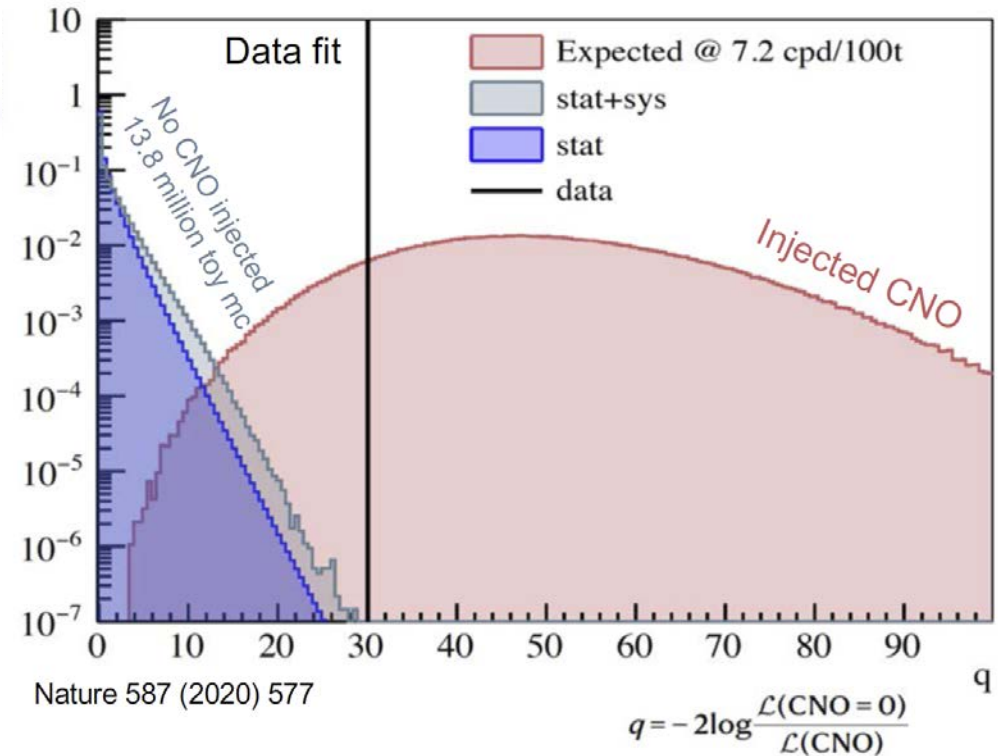 10
1
10⁻¹
10⁻²
10⁻³
10⁻⁴
10⁻⁵
10⁻⁶
10⁻⁷
Data fit
No CNO injected
13.8 million toy mc
Expected @ 7.2 cpd/100t
stat+sys
stat
data
Injected CNO
0 10 20 30 40 50 60 70 80 90
q
Nature 587 (2020) 577
q = − 2log ℒ(CNO = 0) / ℒ(CNO)